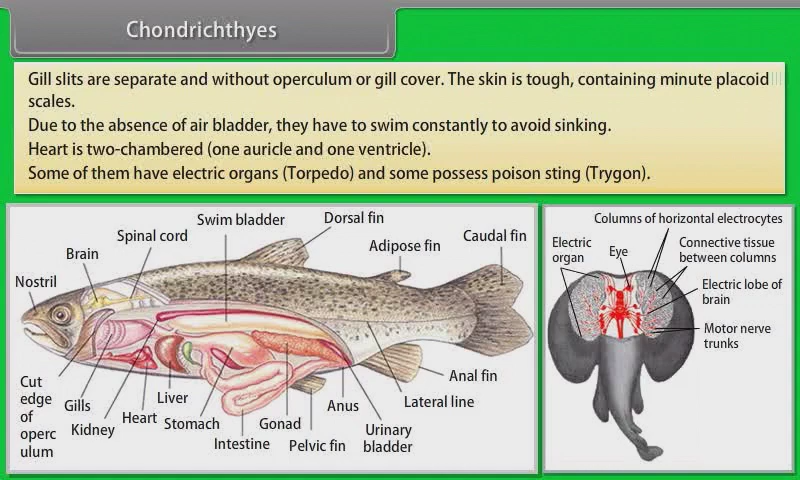 Chondrichthyes
Gill slits are separate and without operculum or gill cover. The skin is tough, containing minute placoid
scales.
Due to the absence of air bladder, they have to swim constantly to avoid sinking.
Heart is two-chambered (one auricle and one ventricle).
Some of them have electric organs (Torpedo) and some possess poison sting (Trygon).
Swim bladder
Dorsal fin
Spinal cord
Adipose fin
Caudal fin
Brain
Nostril
Cut
edge
of
operc
ulum
Gills
Kidney
Heart
Liver
Stomach
Intestine
Gonad
Pelvic fin
Anus
Urinary
bladder
Lateral line
Anal fin
Columns of horizontal electrocytes
Electric
organ
Eye
Connective tissue
between columns
Electric lobe of
brain
Motor nerve
trunks